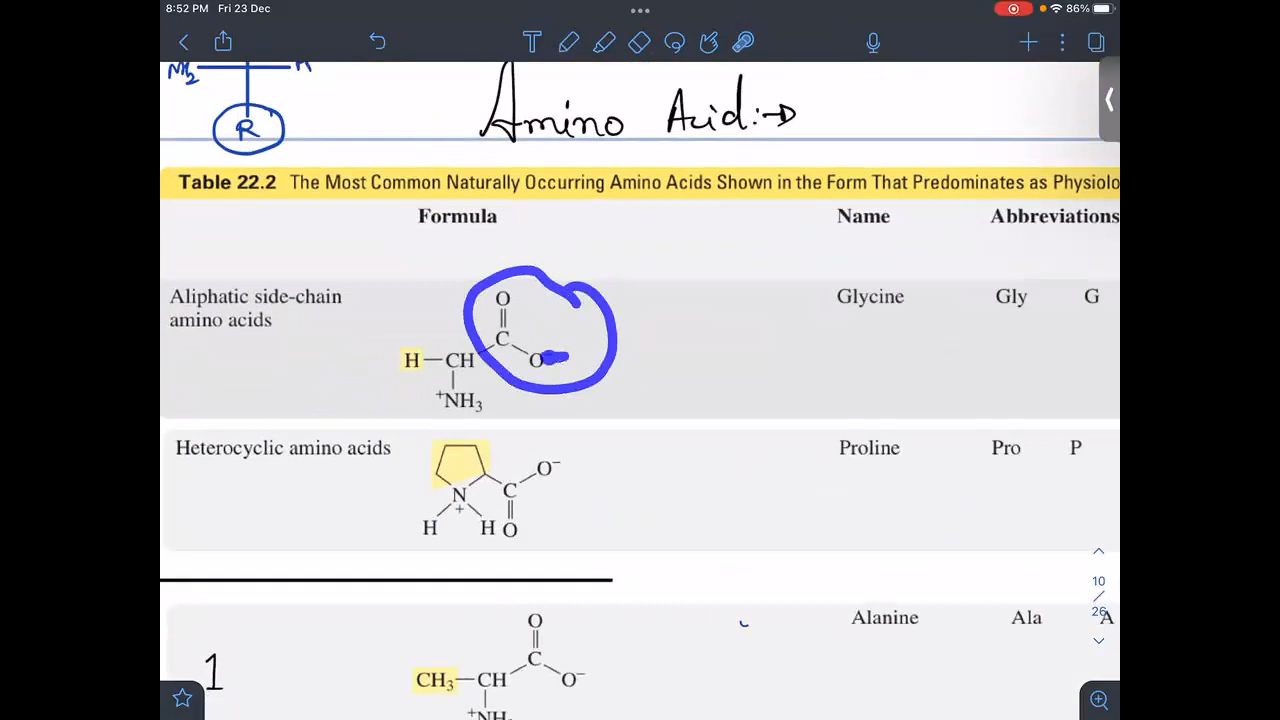 8:52 PM Fri 23 Dec
86%
NH2 H
R
Amino Acid:→
Table 22.2 The Most Common Naturally Occurring Amino Acids Shown in the Form That Predominates as Physiolo
Formula Name Abbreviations
Aliphatic side-chain
amino acids
O
||
C
H—CH O⁻
⁺NH₃
Glycine Gly G
Heterocyclic amino acids
Proline Pro P
O⁻
C
N
+
H H O
10
/
26
Alanine Ala A
O
C
1
CH₃—CH O⁻
⁺NH₃